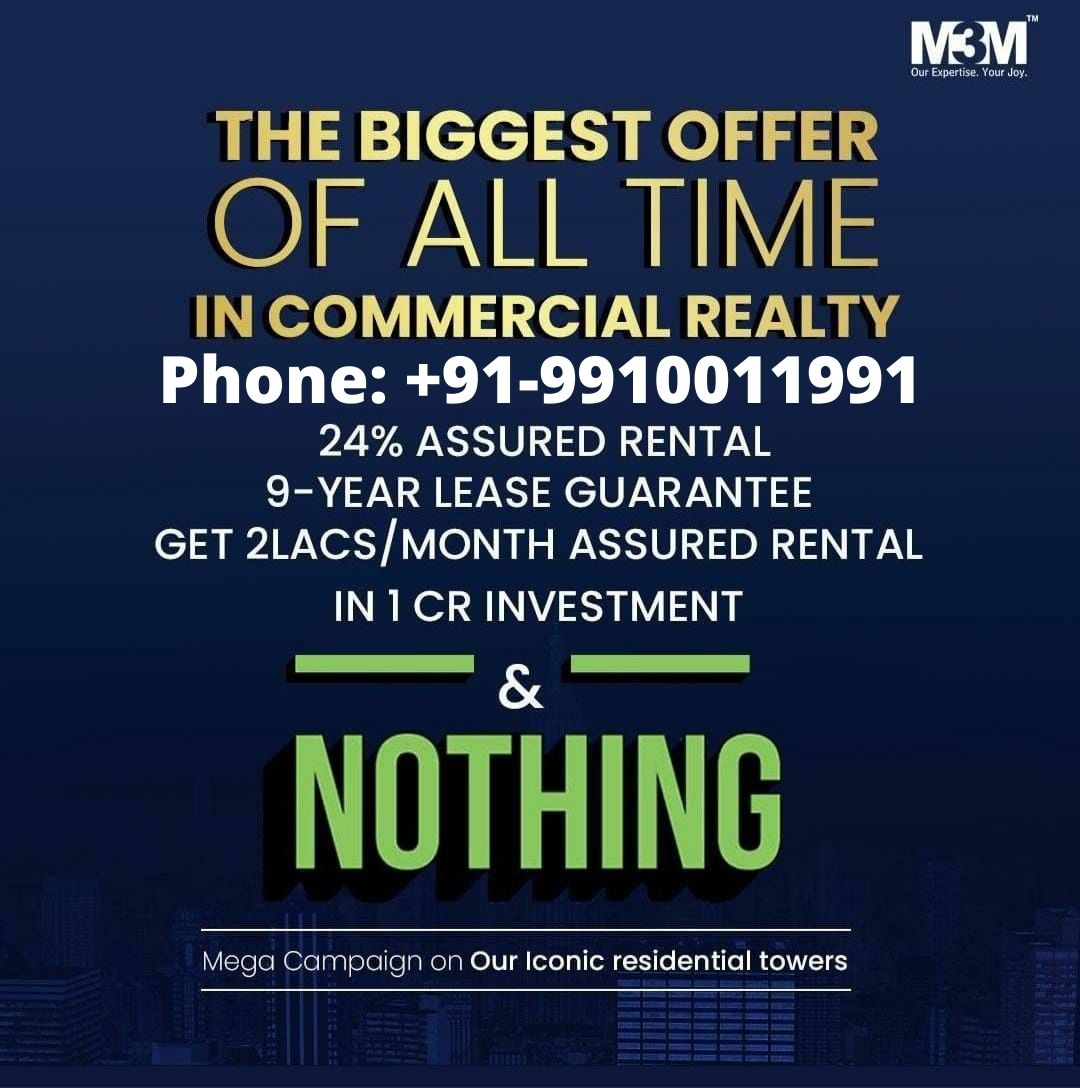 M3M™
Our Expertise. Your Joy.
THE BIGGEST OFFER
OF ALL TIME
IN COMMERCIAL REALTY
Phone: +91-9910011991
24% ASSURED RENTAL
9-YEAR LEASE GUARANTEE
GET 2LACS/MONTH ASSURED RENTAL
IN 1 CR INVESTMENT
&
NOTHING
Mega Campaign on Our Iconic residential towers